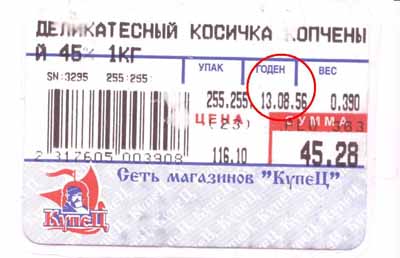 ДЕЛИКАТЕСНЫЙ КОСИЧКА КОПЧЕНЫ
Й 45% 1КГ
SN:3295 255:255:
УПАК ГОДЕН ВЕС
255.255. 13.08.56 0.390
ЦЕНА СУММА
116.10 45.28
2 317605 003908
Сеть магазинов "КупеЦ"
КупеЦ